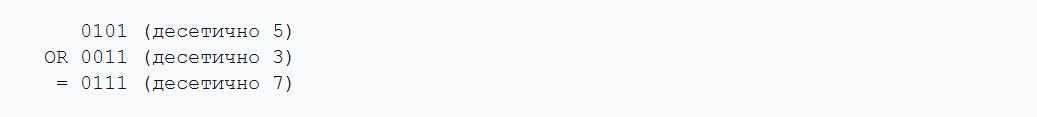 0101 (десетично 5)
OR 0011 (десетично 3)
= 0111 (десетично 7)